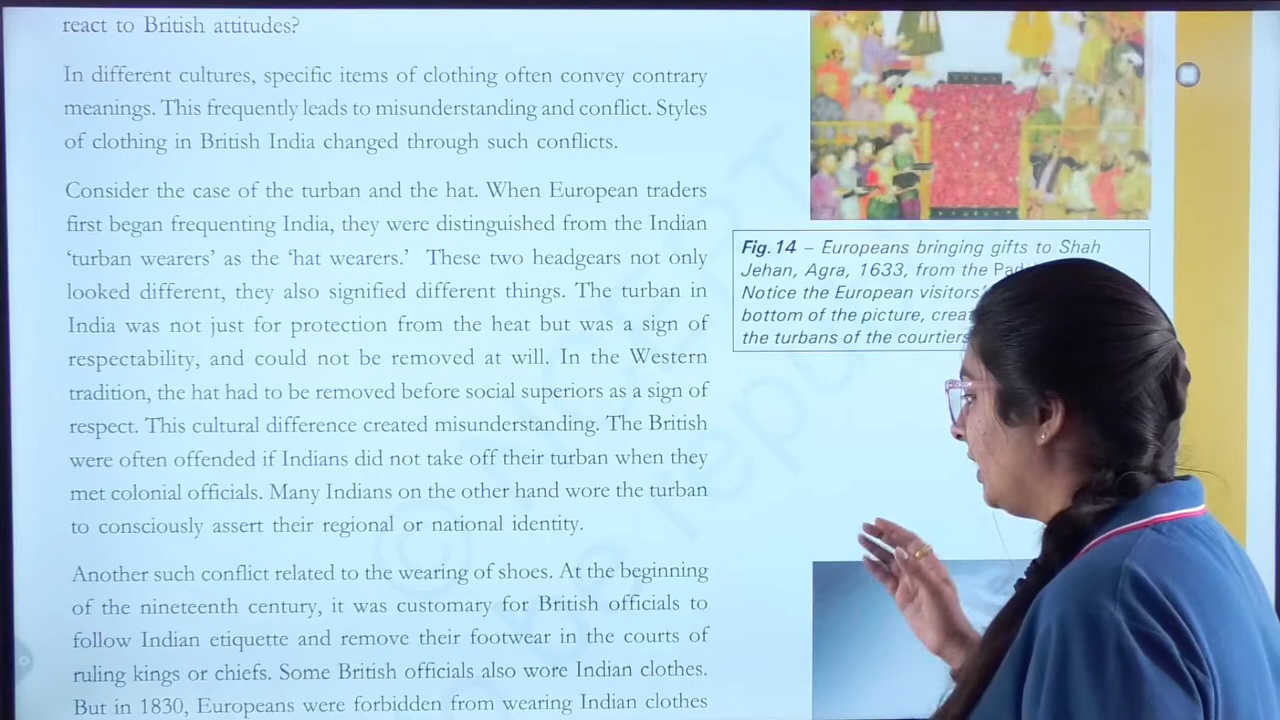 react to British attitudes?
In different cultures, specific items of clothing often convey contrary
meanings. This frequently leads to misunderstanding and conflict. Styles
of clothing in British India changed through such conflicts.
Consider the case of the turban and the hat. When European traders
first began frequenting India, they were distinguished from the Indian
‘turban wearers’ as the ‘hat wearers.’ These two headgears not only
looked different, they also signified different things. The turban in
India was not just for protection from the heat but was a sign of
respectability, and could not be removed at will. In the Western
tradition, the hat had to be removed before social superiors as a sign of
respect. This cultural difference created misunderstanding. The British
were often offended if Indians did not take off their turban when they
met colonial officials. Many Indians on the other hand wore the turban
to consciously assert their regional or national identity.
Another such conflict related to the wearing of shoes. At the beginning
of the nineteenth century, it was customary for British officials to
follow Indian etiquette and remove their footwear in the courts of
ruling kings or chiefs. Some British officials also wore Indian clothes.
But in 1830, Europeans were forbidden from wearing Indian clothes
Fig.14 – Europeans bringing gifts to Shah
Jehan, Agra, 1633, from the
Notice the European visitors’
bottom of the picture,
the turbans of the courtiers
© NCERT
be republished